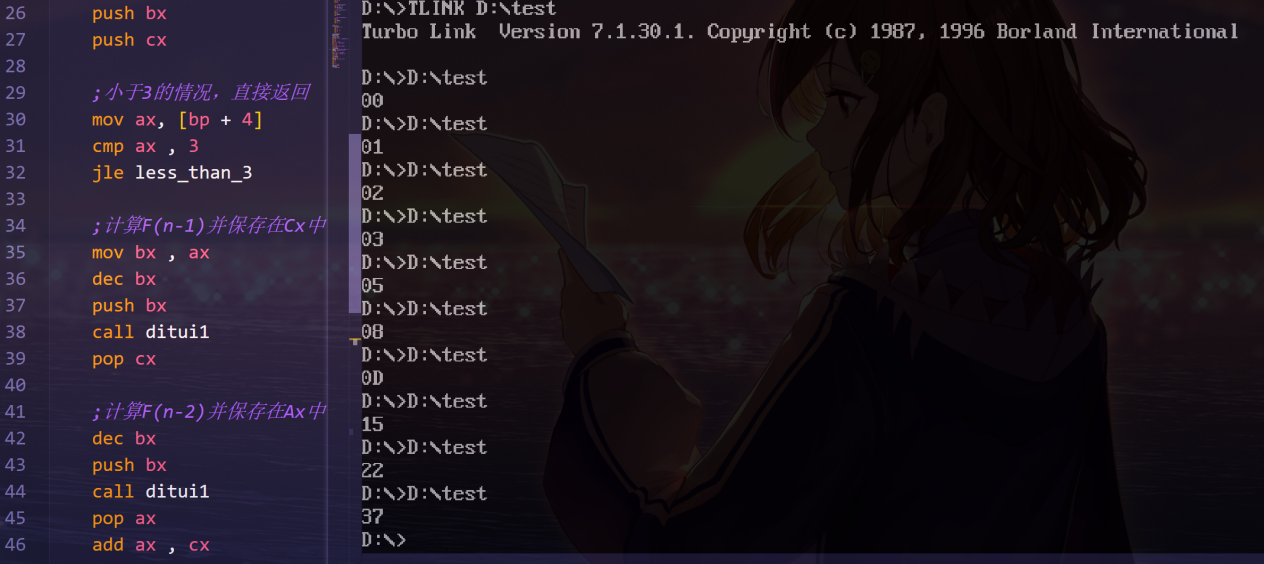 26 push bx
27 push cx
28
29 ;小于3的情况，直接返回
30 mov ax, [bp + 4]
31 cmp ax , 3
32 jle less_than_3
33
34 ;计算F(n-1)并保存在Cx中
35 mov bx , ax
36 dec bx
37 push bx
38 call ditui1
39 pop cx
40
41 ;计算F(n-2)并保存在Ax中
42 dec bx
43 push bx
44 call ditui1
45 pop ax
46 add ax , cx
D:\>TLINK D:\test
Turbo Link  Version 7.1.30.1. Copyright (c) 1987, 1996 Borland International
D:\>D:\test
00
D:\>D:\test
01
D:\>D:\test
02
D:\>D:\test
03
D:\>D:\test
05
D:\>D:\test
08
D:\>D:\test
0D
D:\>D:\test
15
D:\>D:\test
22
D:\>D:\test
37
D:\>